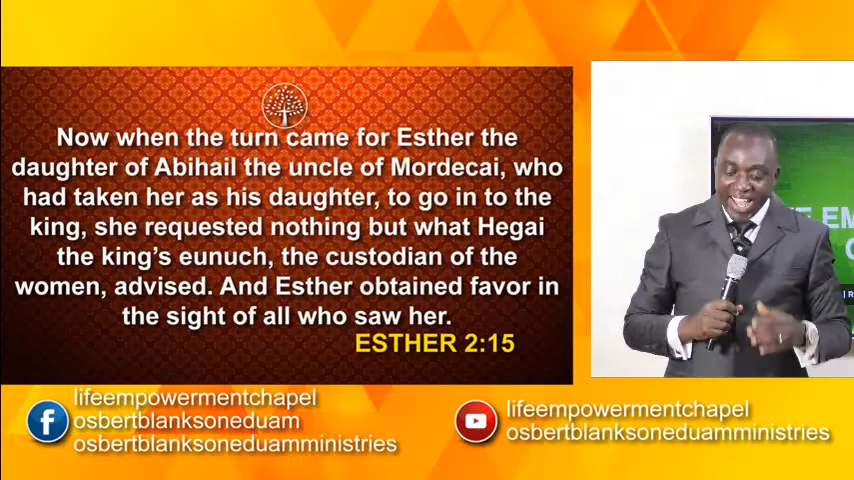 Now when the turn came for Esther the
daughter of Abihail the uncle of Mordecai, who
had taken her as his daughter, to go in to the
king, she requested nothing but what Hegai
the king's eunuch, the custodian of the
women, advised. And Esther obtained favor in
the sight of all who saw her.
ESTHER 2:15
EM
lifeempowermentchapel
osbertblanksoneduam
osbertblanksoneduamministries
lifeempowermentchapel
osbertblanksoneduamministries